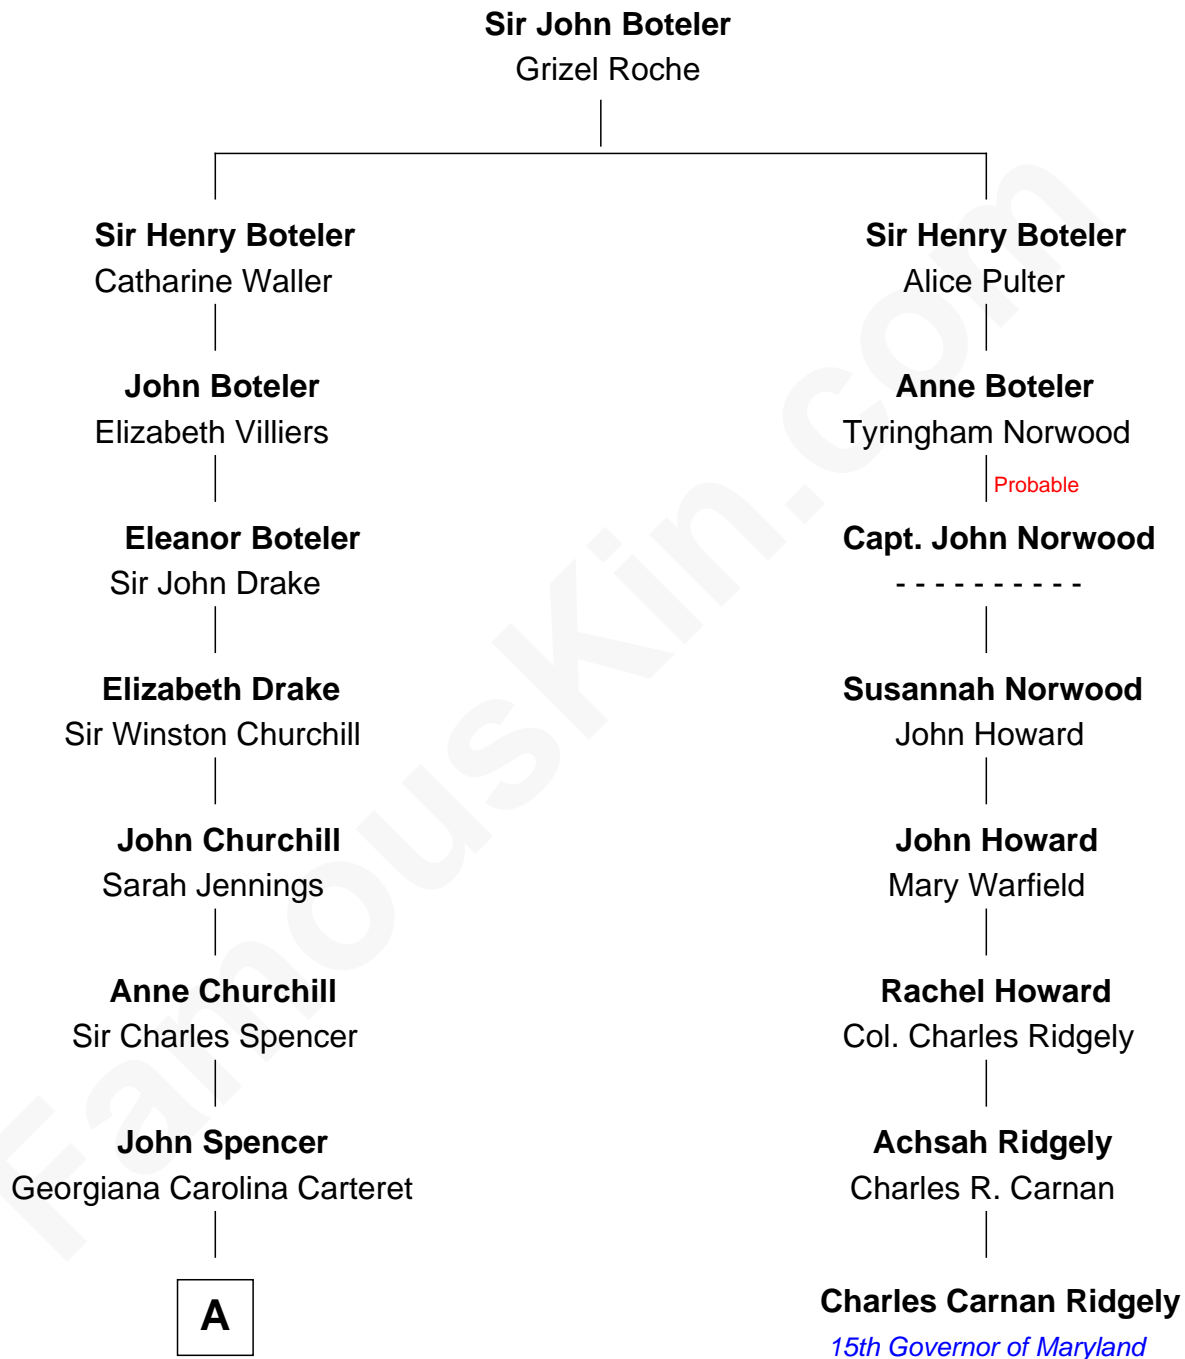 Sir John Boteler
Grizel Roche
Sir Henry Boteler
Catharine Waller
John Boteler
Elizabeth Villiers
Eleanor Boteler
Sir John Drake
Elizabeth Drake
Sir Winston Churchill
John Churchill
Sarah Jennings
Anne Churchill
Sir Charles Spencer
John Spencer
Georgiana Carolina Carteret
A
Sir Henry Boteler
Alice Pulter
Anne Boteler
Tyringham Norwood
Probable
Capt. John Norwood
- - - - - - - - - -
Susannah Norwood
John Howard
John Howard
Mary Warfield
Rachel Howard
Col. Charles Ridgely
Achsah Ridgely
Charles R. Carnan
Charles Carnan Ridgely
15th Governor of Maryland
FamousKin.com